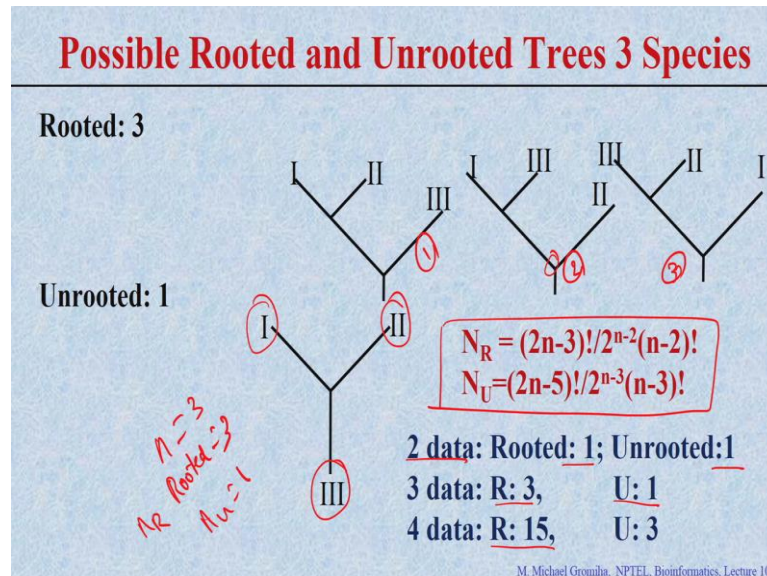 Possible Rooted and Unrooted Trees 3 Species
Rooted: 3
I II III
I III II
III II I
1 2 3
Unrooted: 1
I II
III
N_R = (2n-3)!/2^{n-2}(n-2)!
N_U=(2n-5)!/2^{n-3}(n-3)!
n = 3
Rooted = 3
n_R n_U = 1
2 data: Rooted: 1; Unrooted:1
3 data: R: 3, U: 1
4 data: R: 15, U: 3
M. Michael Gromiha, NPTEL, Bioinformatics, Lecture 10